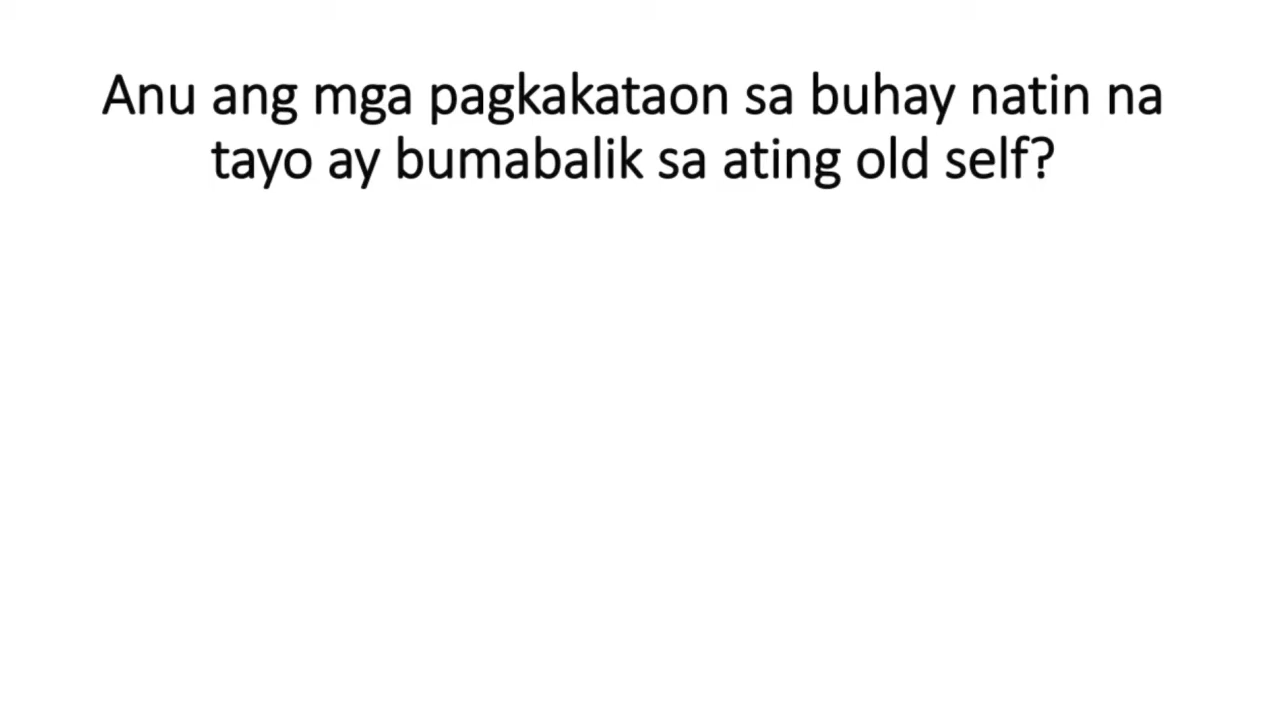 Anu ang mga pagkakataon sa buhay natin na
tayo ay bumabalik sa ating old self?